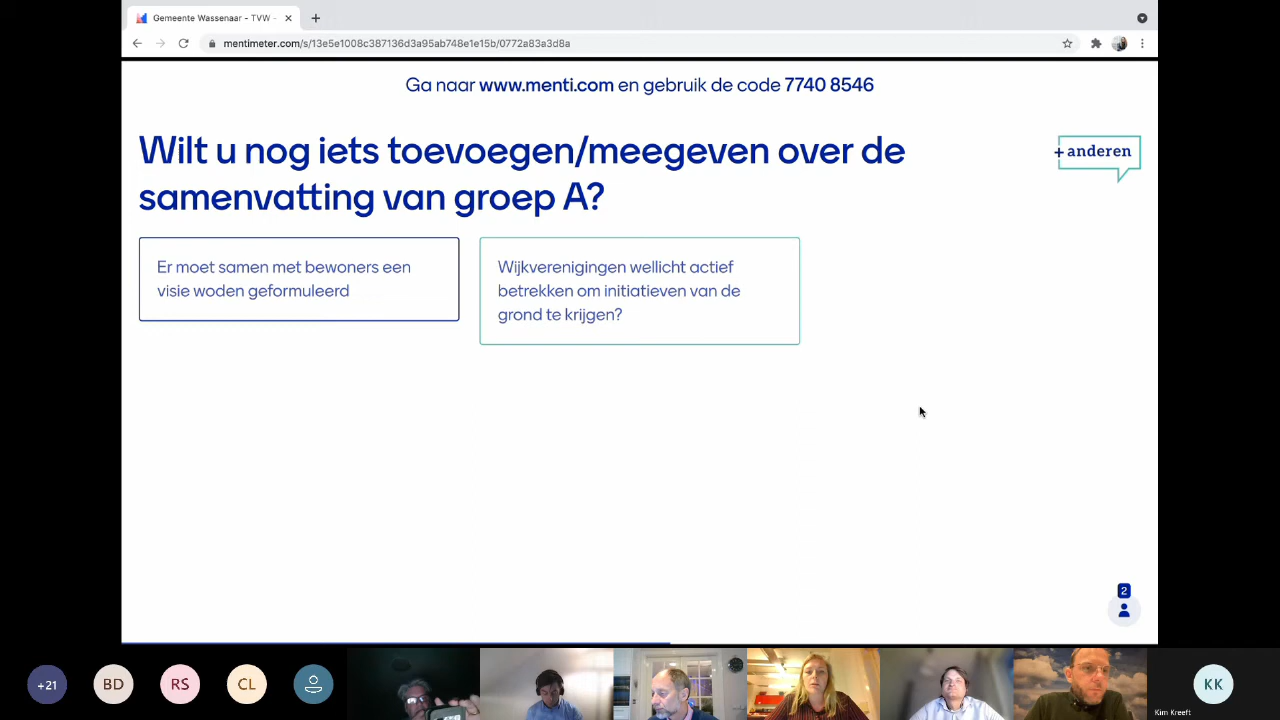 Gemeente Wassenaar - TVW -
mentimeter.com/s/13e5e1008c387136d3a95ab748e1e15b/0772a83a3d8a
Ga naar www.menti.com en gebruik de code 7740 8546
Wilt u nog iets toevoegen/meegeven over de
samenvatting van groep A?
+anderen
Er moet samen met bewoners een
visie woden geformuleerd
Wijkverenigingen wellicht actief
betrekken om initiatieven van de
grond te krijgen?
2
+21
BD
RS
CL
KK
Kim Kreeft